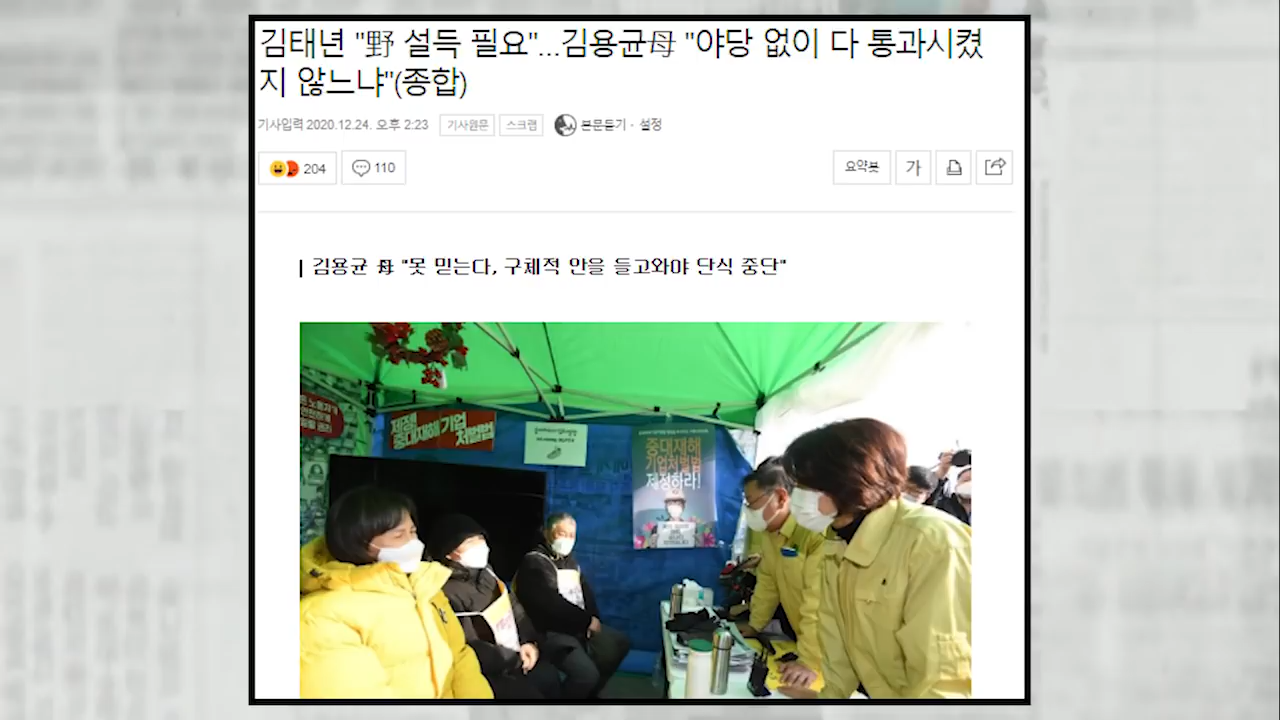 김태년 "野 설득 필요"...김용균母 "야당 없이 다 통과시켰
지 않느냐"(종합)
기사입력 2020.12.24. 오후 2:23 기사원문 스크랩 본문듣기 · 설정
204 110 요약봇 가
김용균 母 "못 믿는다, 구체적 안을 들고와야 단식 중단"
제정!
중대재해 기업
처벌법
중대재해
기업처벌법
제정하라!